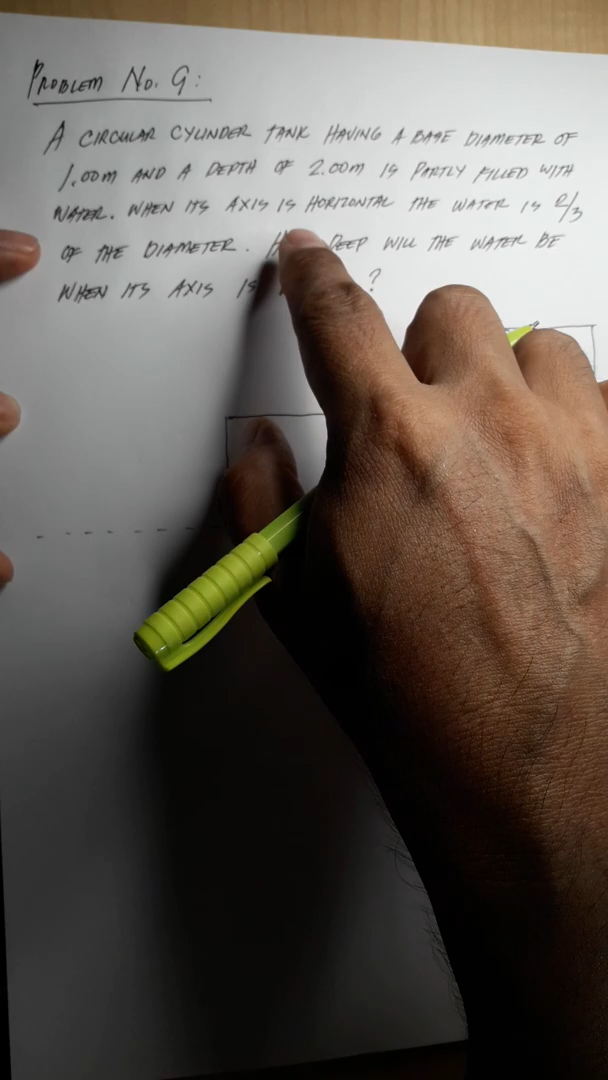 PROBLEM NO. 9:
A CIRCULAR CYLINDER TANK HAVING A BASE DIAMETER OF
1.00m AND A DEPTH OF 2.00m IS PARTLY FILLED WITH
WATER. WHEN ITS AXIS IS HORIZONTAL THE WATER IS 2/3
OF THE DIAMETER. DEEP WILL THE WATER BE
WHEN ITS AXIS IS ?